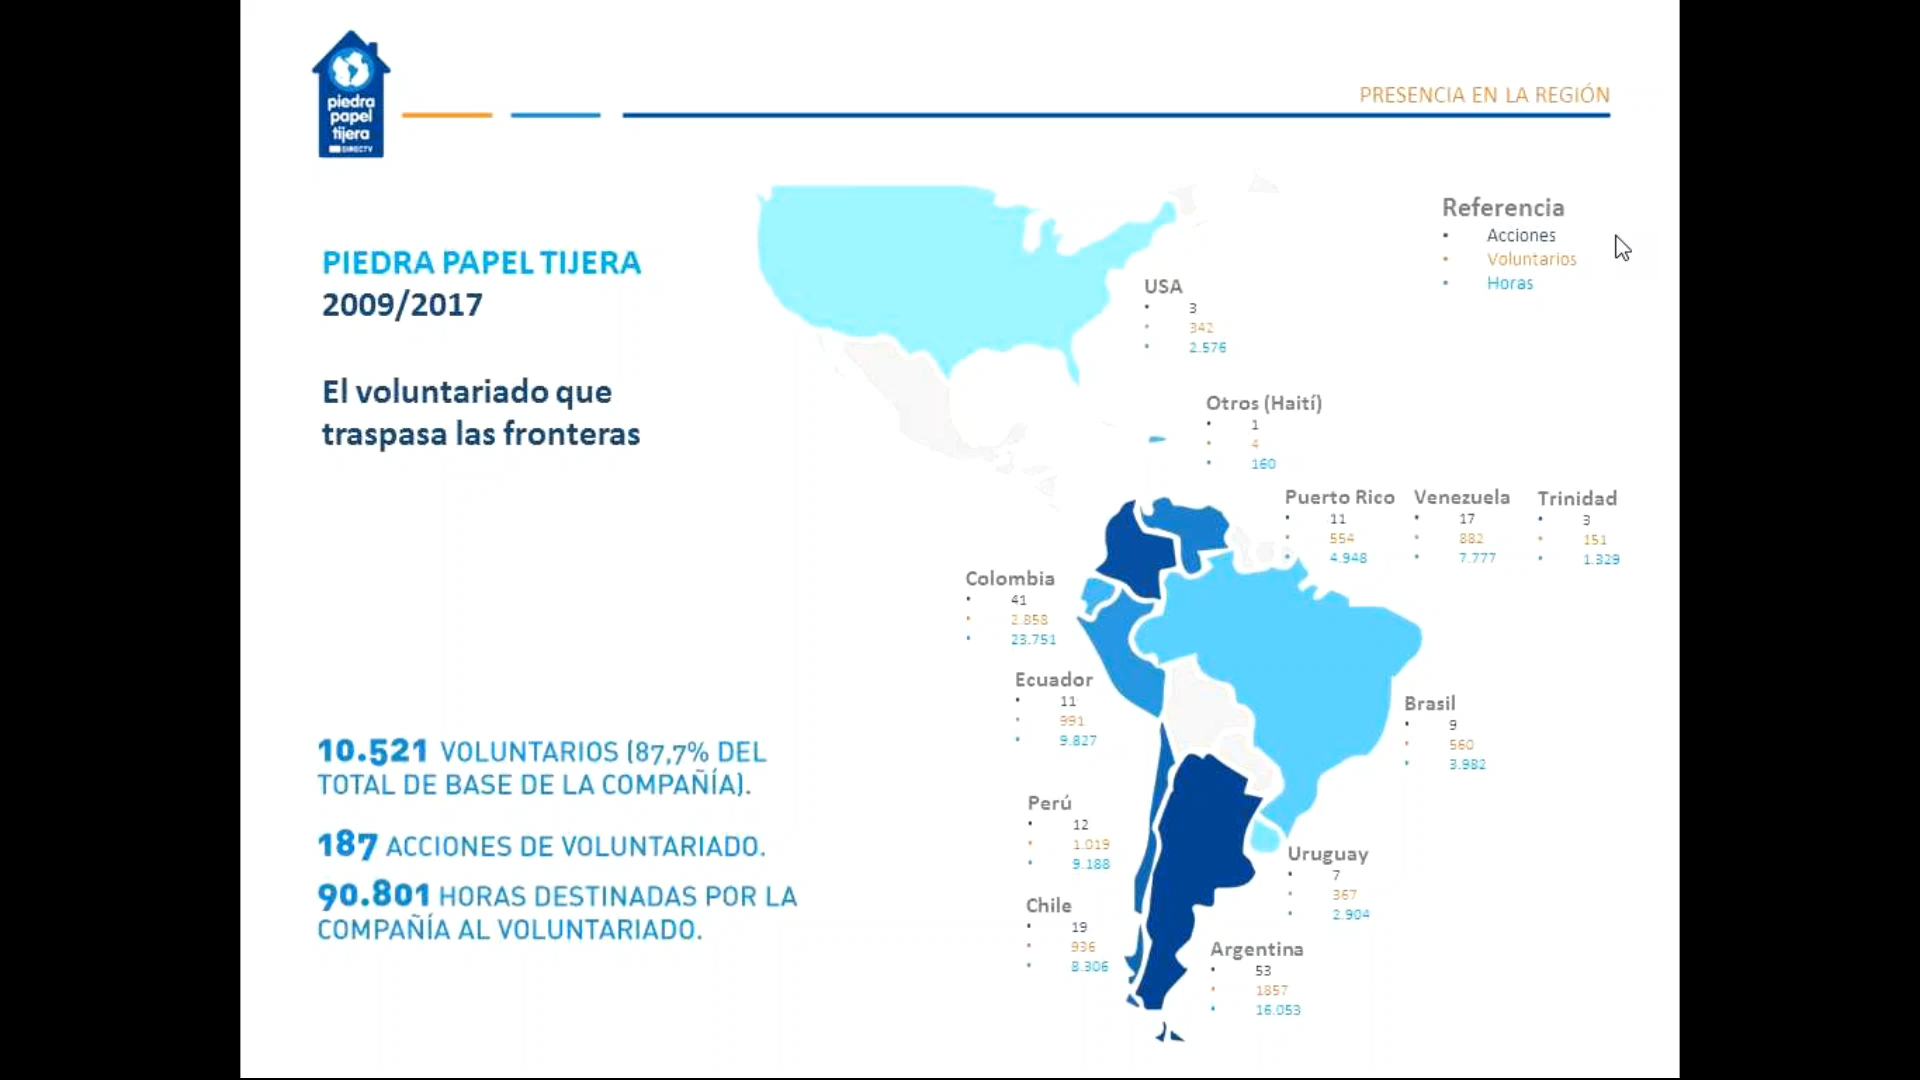 piedra
papel
tijera
DIRECTV
PRESENCIA EN LA REGIÓN
PIEDRA PAPEL TIJERA
2009/2017
El voluntariado que
traspasa las fronteras
10.521 VOLUNTARIOS (87,7% DEL
TOTAL DE BASE DE LA COMPAÑÍA).
187 ACCIONES DE VOLUNTARIADO.
90.801 HORAS DESTINADAS POR LA
COMPAÑÍA AL VOLUNTARIADO.
Referencia
• Acciones
• Voluntarios
• Horas
USA
• 3
• 342
• 2.576
Otros (Haití)
• 1
• 4
• 160
Puerto Rico
• 11
• 554
• 4.948
Venezuela
• 17
• 882
• 7.777
Trinidad
• 3
• 151
• 1.329
Colombia
• 41
• 2.858
• 23.751
Ecuador
• 11
• 991
• 9.827
Brasil
• 9
• 560
• 3.982
Perú
• 12
• 1.019
• 9.188
Uruguay
• 7
• 367
• 2.904
Chile
• 19
• 936
• 8.306
Argentina
• 53
• 1857
• 16.053